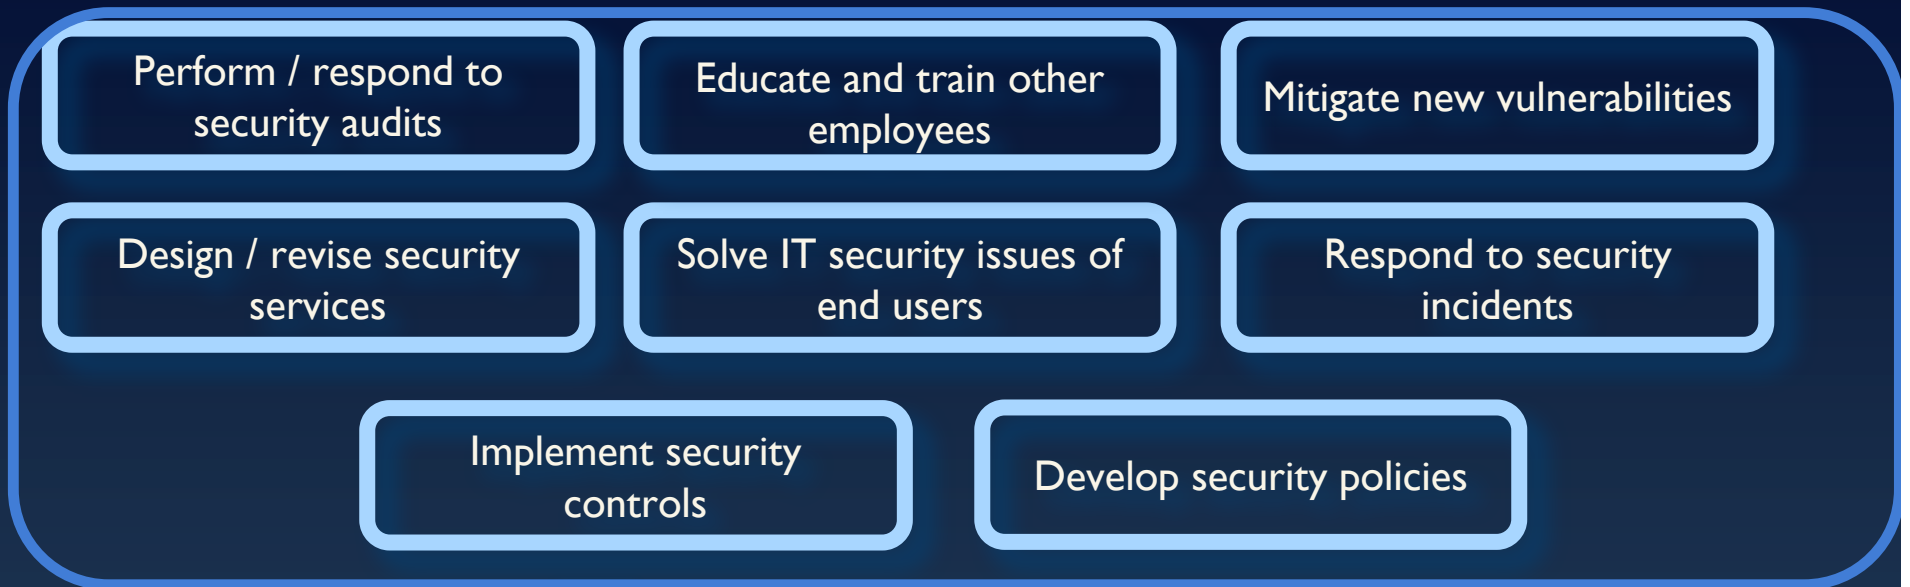 Perform / respond to
security audits
Educate and train other
employees
Mitigate new vulnerabilities
Design / revise security
services
Solve IT security issues of
end users
Respond to security
incidents
Implement security
controls
Develop security policies